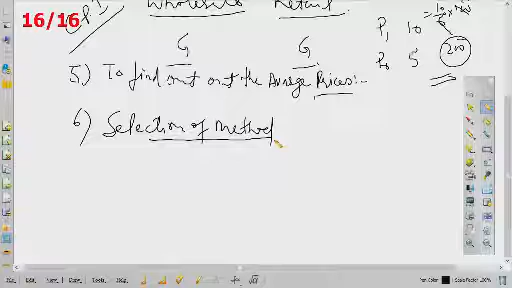 16/16
Wholesale Retail
G G
P₁ 10
P₀ 5
200
5) To find out out the Average Prices:-
6) Selection of method